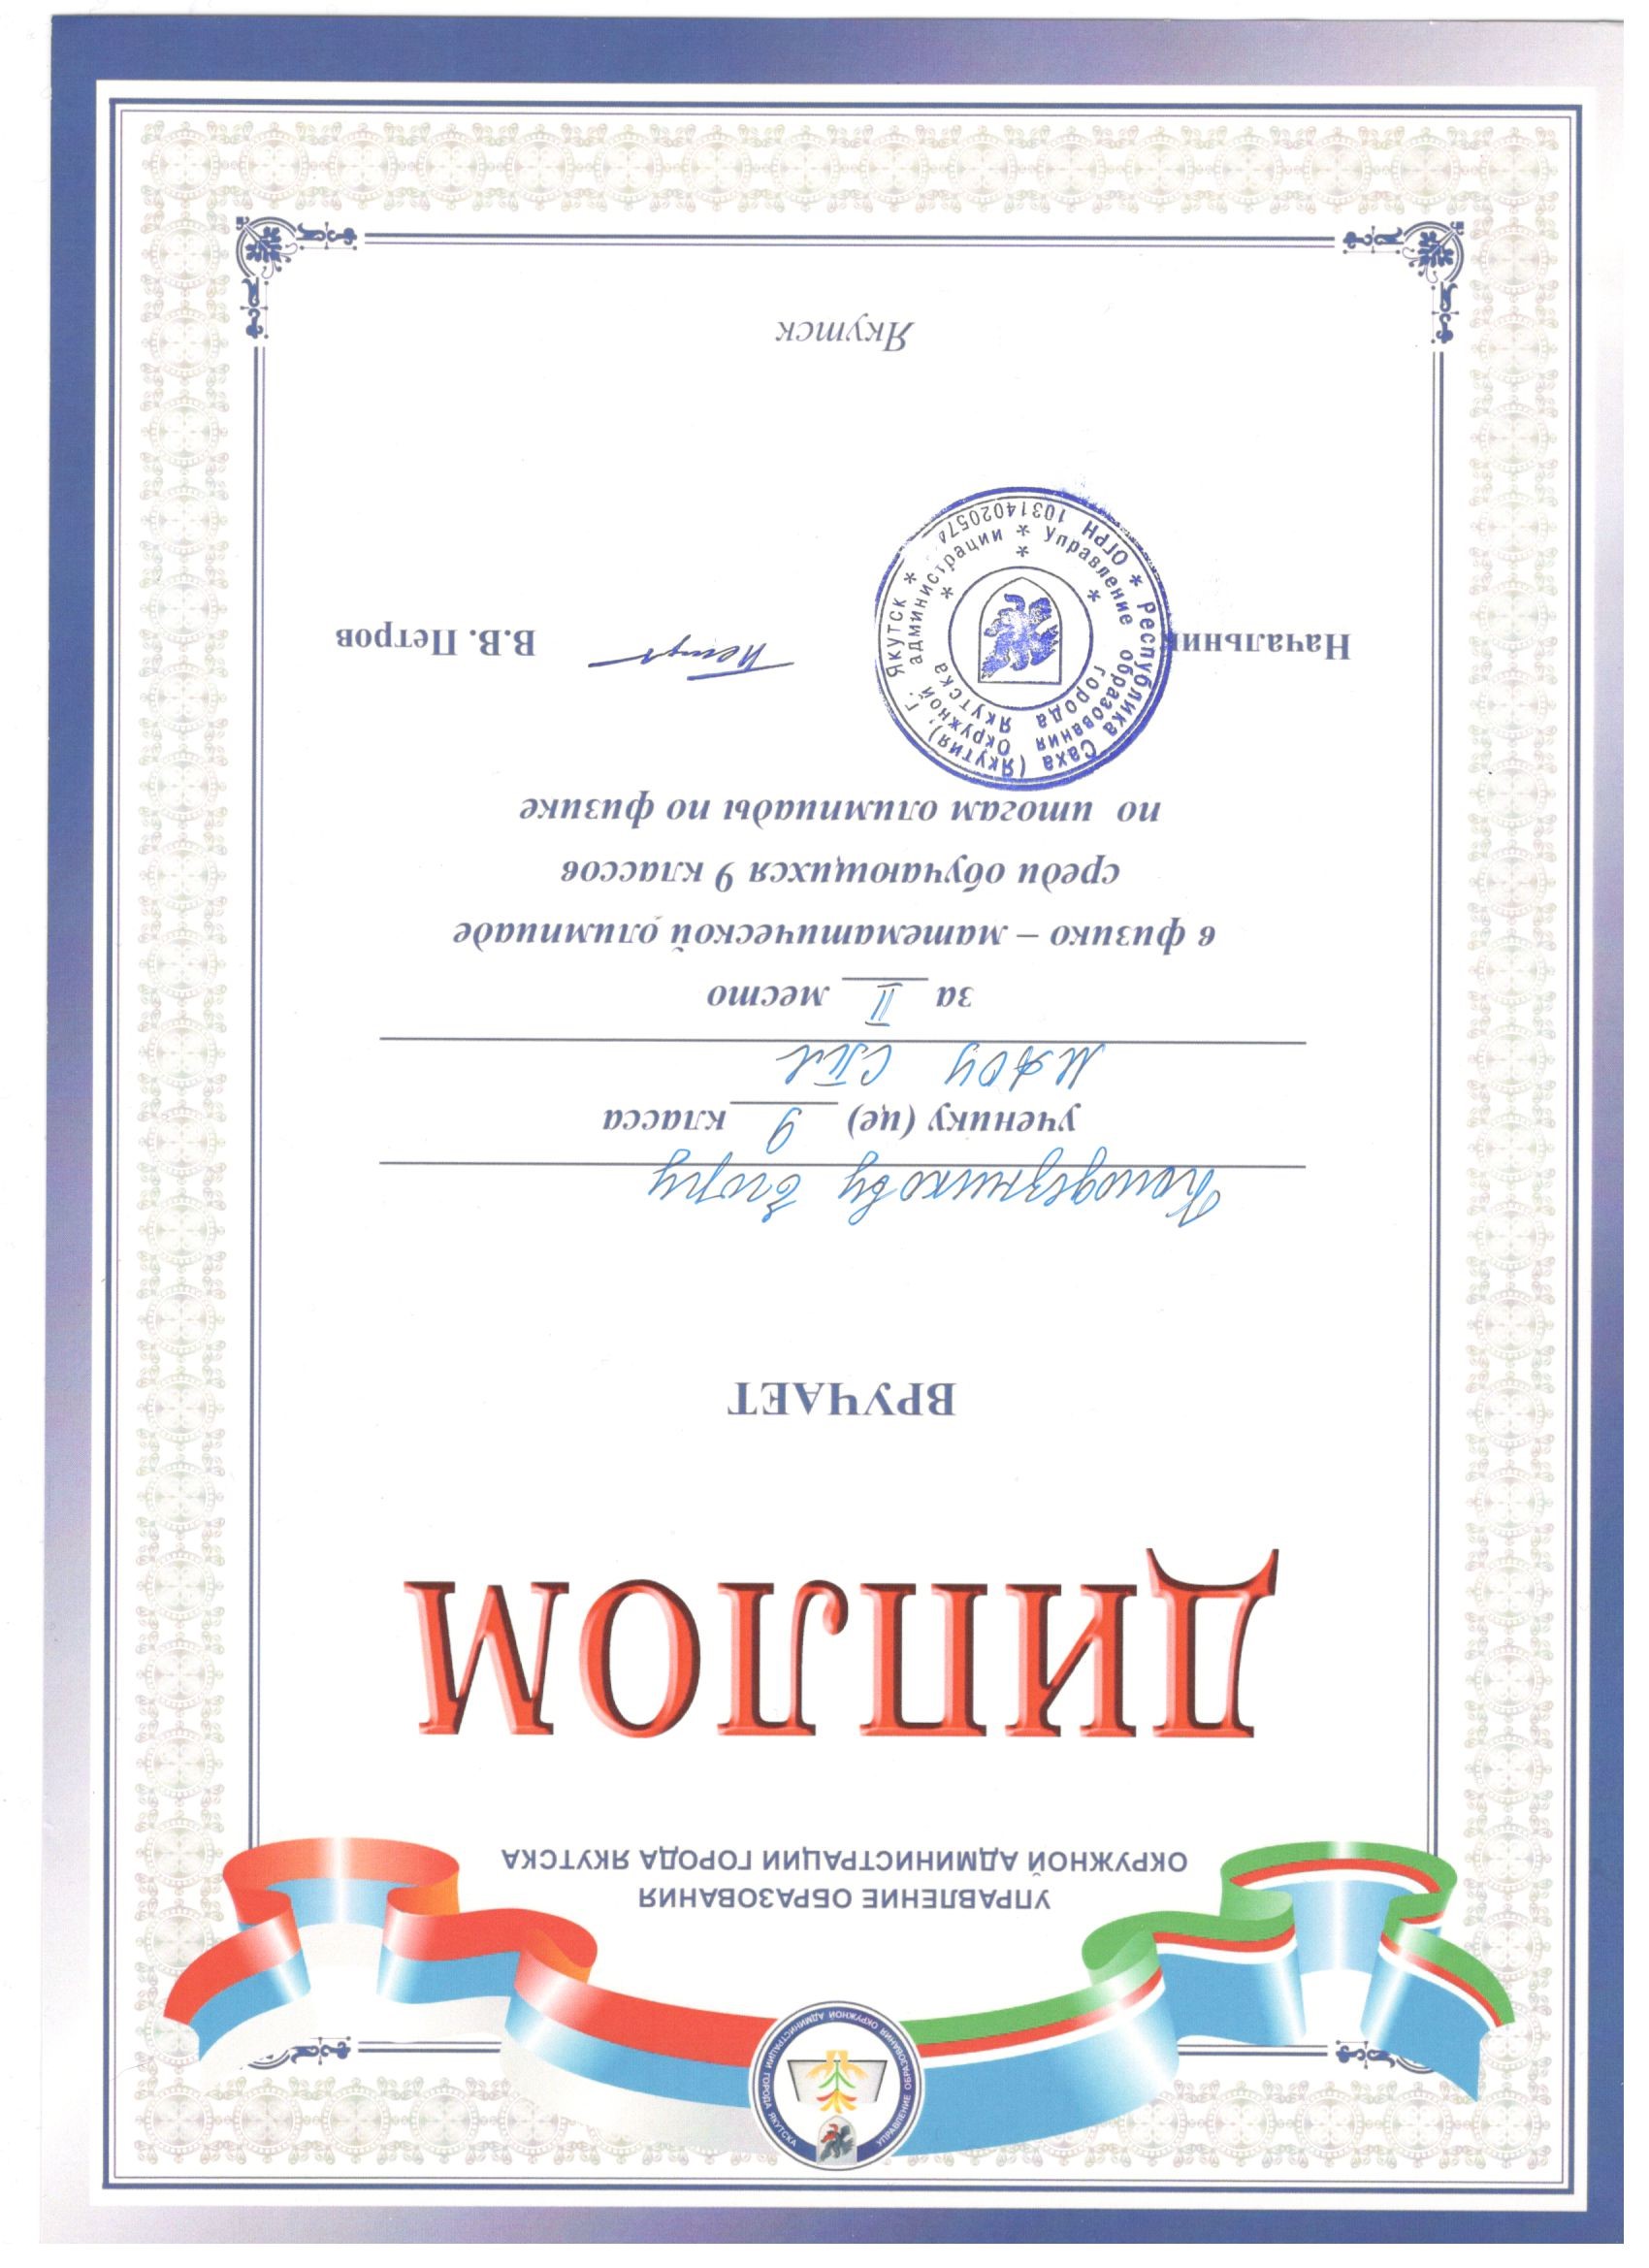 УПРАВЛЕНИЕ ОБРАЗОВАНИЯ ОКРУЖНОЙ АДМИНИСТРАЦИИ ГОРОДА ЯКУТСКА
УПРАВЛЕНИЕ ОБРАЗОВАНИЯ
ОКРУЖНОЙ АДМИНИСТРАЦИИ ГОРОДА ЯКУТСКА
ДИПЛОМ
ВРУЧАЕТ
Колодезникову Егору
ученику (це) 9 класса
МАОУ СПЛ
за II место
в физико – математической олимпиаде
среди обучающихся 9 классов
по итогам олимпиады по физике
Республика Саха (Якутия), г. Якутск * ОГРН *
Управление образования Окружной администрации
города Якутска
Начальник В.В. Петров
Якутск